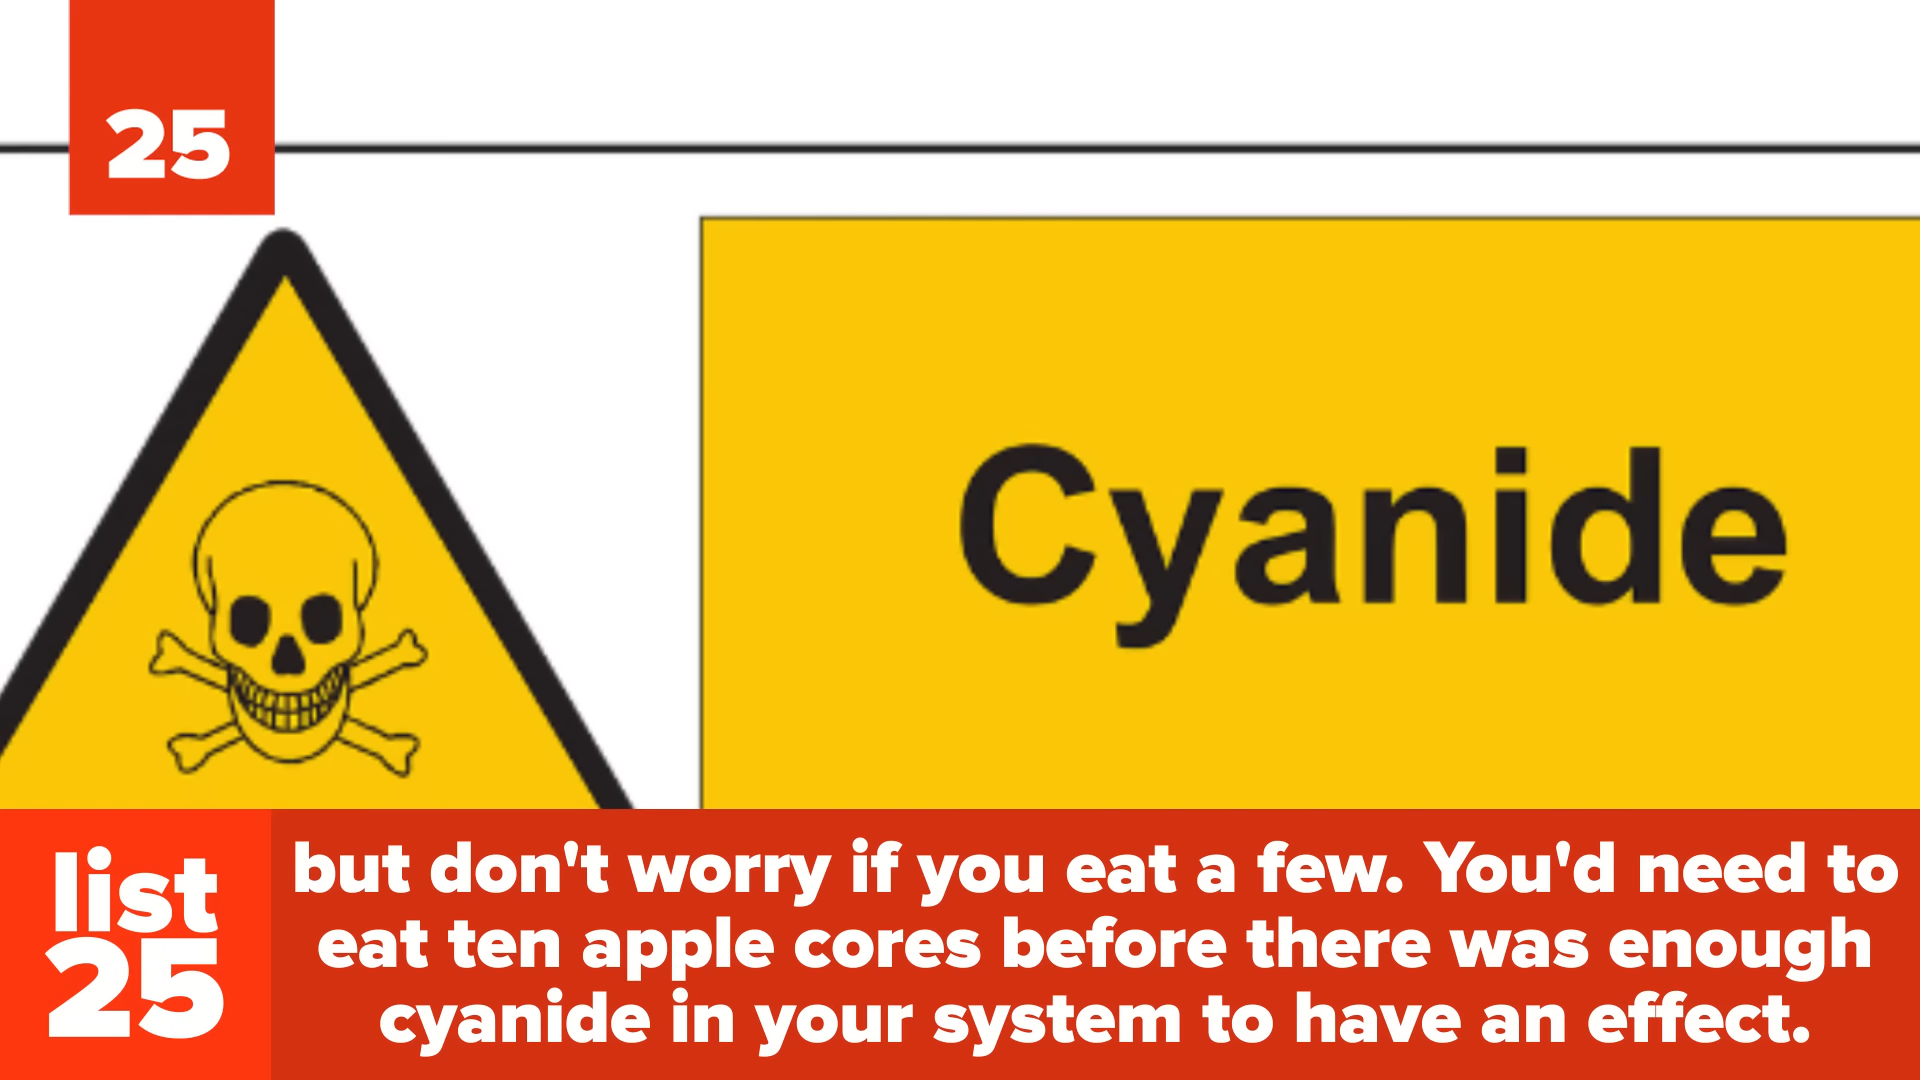 25
Cyanide
list
25
but don't worry if you eat a few. You'd need to
eat ten apple cores before there was enough
cyanide in your system to have an effect.